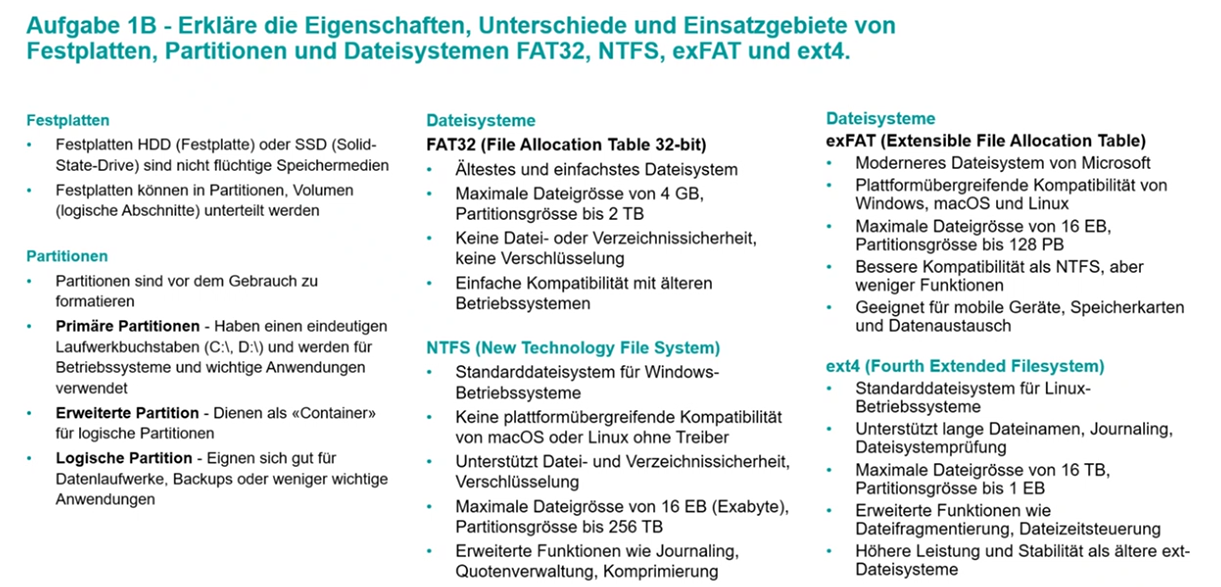 Aufgabe 1B - Erkläre die Eigenschaften, Unterschiede und Einsatzgebiete von
Festplatten, Partitionen und Dateisystemen FAT32, NTFS, exFAT und ext4.
Festplatten
• Festplatten HDD (Festplatte) oder SSD (Solid-
State-Drive) sind nicht flüchtige Speichermedien
• Festplatten können in Partitionen, Volumen
(logische Abschnitte) unterteilt werden
Partitionen
• Partitionen sind vor dem Gebrauch zu
formatieren
• Primäre Partitionen - Haben einen eindeutigen
Laufwerkbuchstaben (C:\, D:\) und werden für
Betriebssysteme und wichtige Anwendungen
verwendet
• Erweiterte Partition - Dienen als «Container»
für logische Partitionen
• Logische Partition - Eignen sich gut für
Datenlaufwerke, Backups oder weniger wichtige
Anwendungen
Dateisysteme
FAT32 (File Allocation Table 32-bit)
• Ältestes und einfachstes Dateisystem
• Maximale Dateigrösse von 4 GB,
Partitionsgrösse bis 2 TB
• Keine Datei- oder Verzeichnissicherheit,
keine Verschlüsselung
• Einfache Kompatibilität mit älteren
Betriebssystemen
NTFS (New Technology File System)
• Standarddateisystem für Windows-
Betriebssysteme
• Keine plattformübergreifende Kompatibilität
von macOS oder Linux ohne Treiber
• Unterstützt Datei- und Verzeichnissicherheit,
Verschlüsselung
• Maximale Dateigrösse von 16 EB (Exabyte),
Partitionsgrösse bis 256 TB
• Erweiterte Funktionen wie Journaling,
Quotenverwaltung, Komprimierung
Dateisysteme
exFAT (Extensible File Allocation Table)
• Moderneres Dateisystem von Microsoft
• Plattformübergreifende Kompatibilität von
Windows, macOS und Linux
• Maximale Dateigrösse von 16 EB,
Partitionsgrösse bis 128 PB
• Bessere Kompatibilität als NTFS, aber
weniger Funktionen
• Geeignet für mobile Geräte, Speicherkarten
und Datenaustausch
ext4 (Fourth Extended Filesystem)
• Standarddateisystem für Linux-
Betriebssysteme
• Unterstützt lange Dateinamen, Journaling,
Dateisystemprüfung
• Maximale Dateigrösse von 16 TB,
Partitionsgrösse bis 1 EB
• Erweiterte Funktionen wie
Dateifragmentierung, Dateizeitsteuerung
• Höhere Leistung und Stabilität als ältere ext-
Dateisysteme